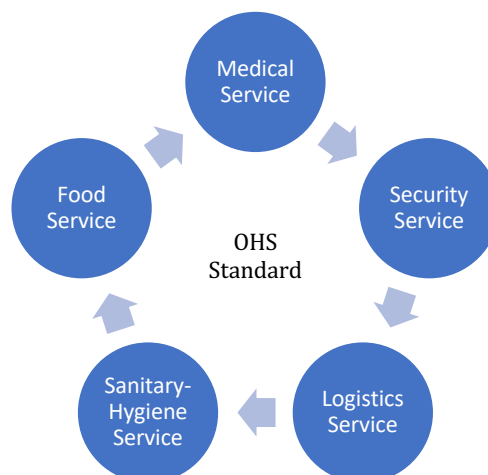 Medical
Service
Security
Service
Logistics
Service
Sanitary-
Hygiene
Service
Food
Service
OHS
Standard